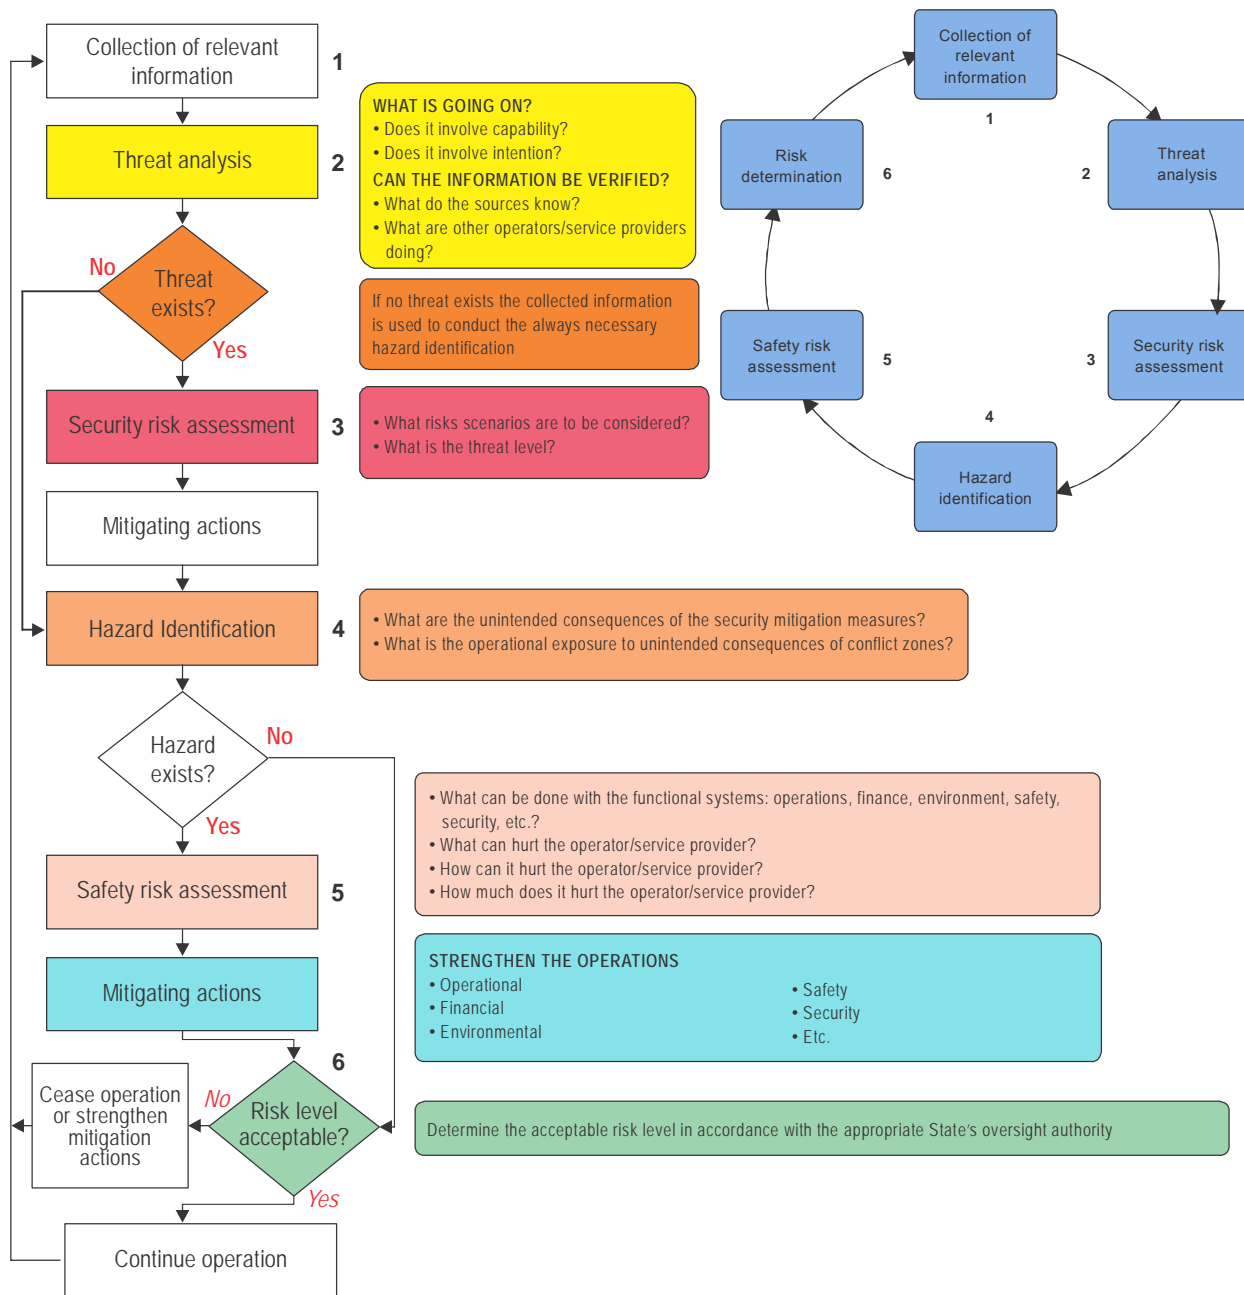 Collection of relevant
information
1
Threat analysis
2
WHAT IS GOING ON?
• Does it involve capability?
• Does it involve intention?
CAN THE INFORMATION BE VERIFIED?
• What do the sources know?
• What are other operators/service providers
doing?
No
Threat
exists?
Yes
If no threat exists the collected information
is used to conduct the always necessary
hazard identification
Security risk assessment
3
• What risks scenarios are to be considered?
• What is the threat level?
Mitigating actions
Hazard Identification
4
• What are the unintended consequences of the security mitigation measures?
• What is the operational exposure to unintended consequences of conflict zones?
Hazard
exists?
No
Yes
Safety risk assessment
5
• What can be done with the functional systems: operations, finance, environment, safety,
security, etc.?
• What can hurt the operator/service provider?
• How can it hurt the operator/service provider?
• How much does it hurt the operator/service provider?
Mitigating actions
STRENGTHEN THE OPERATIONS
• Operational
• Financial
• Environmental
• Safety
• Security
• Etc.
6
Risk level
acceptable?
No
Cease operation
or strengthen
mitigation
actions
Yes
Determine the acceptable risk level in accordance with the appropriate State's oversight authority
Continue operation
Collection of
relevant
information
1
Threat
analysis
2
Security risk
assessment
3
Hazard
identification
4
Safety risk
assessment
5
Risk
determination
6